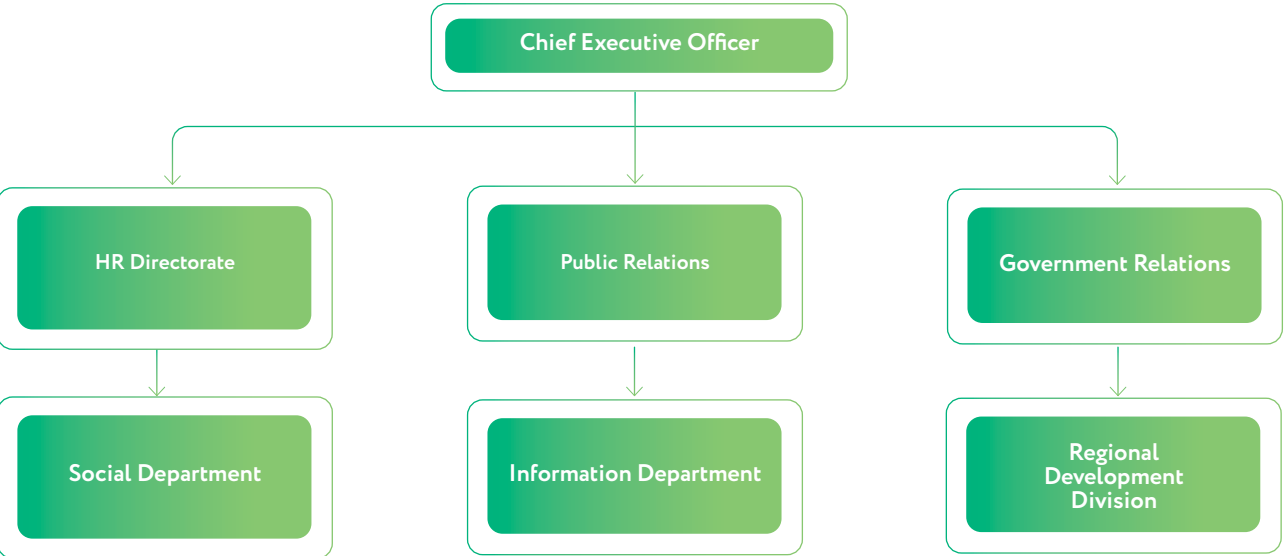 Chief Executive Officer
HR Directorate
Public Relations
Government Relations
Social Department
Information Department
Regional
Development
Division